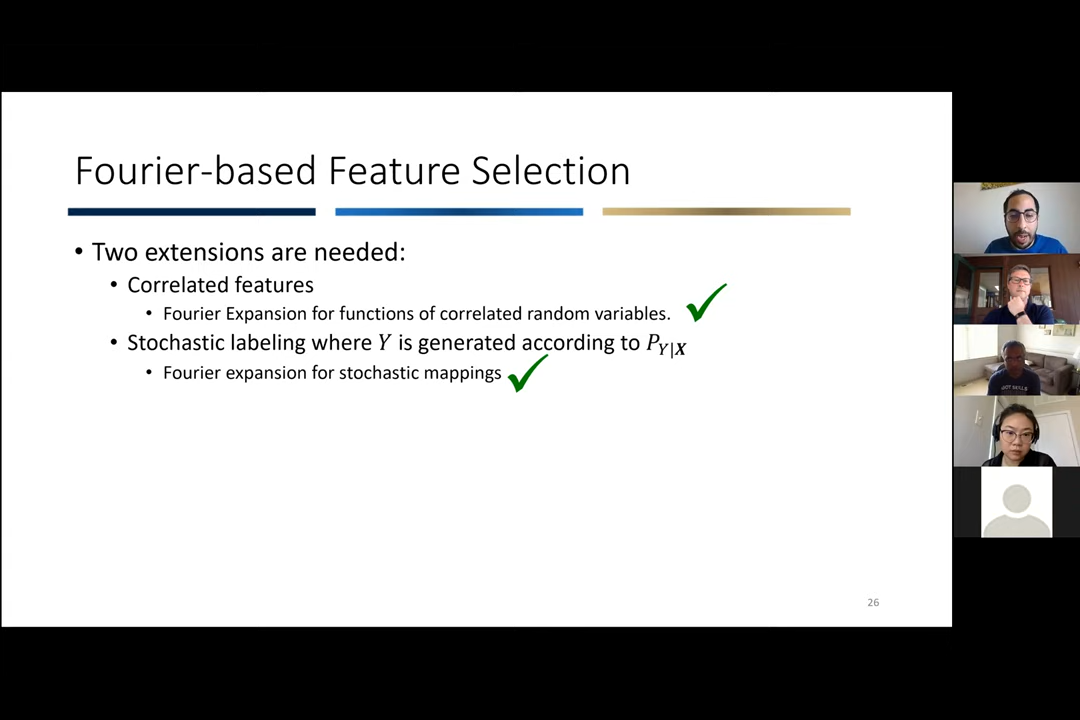 Fourier-based Feature Selection
• Two extensions are needed:
• Correlated features
• Fourier Expansion for functions of correlated random variables.
• Stochastic labeling where Y is generated according to P_{Y|X}
• Fourier expansion for stochastic mappings
26